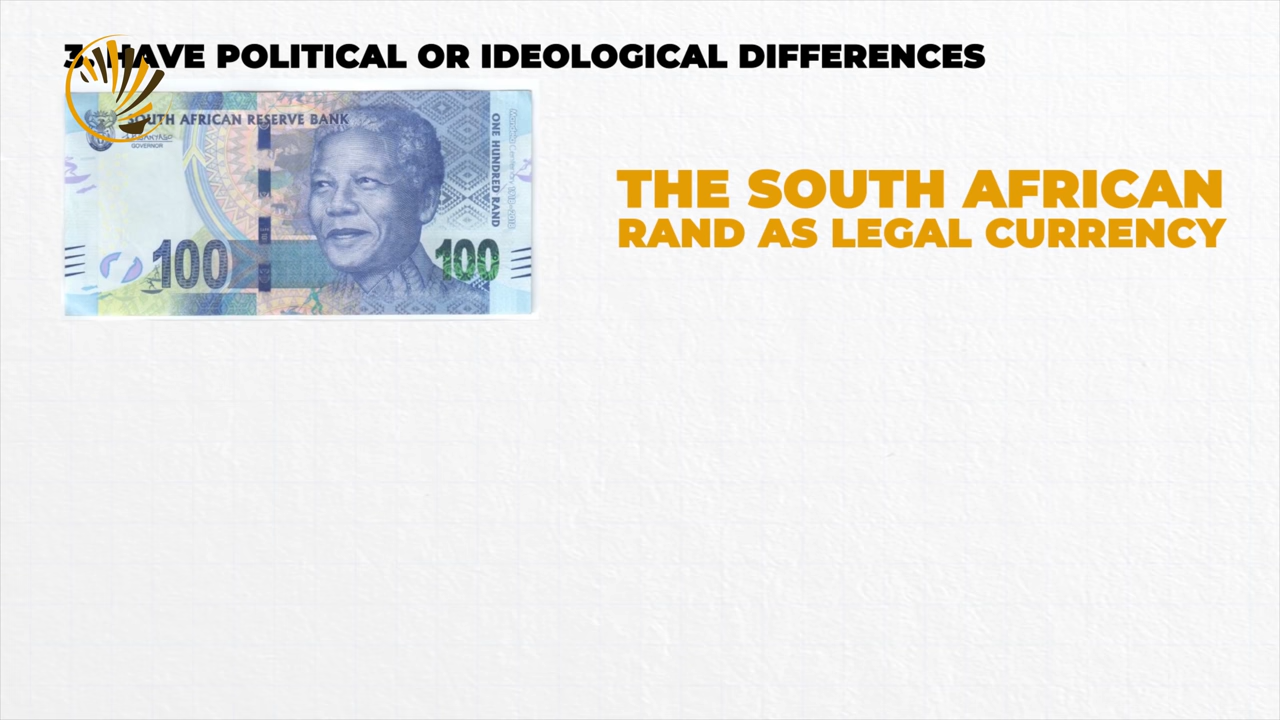 3. HAVE POLITICAL OR IDEOLOGICAL DIFFERENCES
SOUTH AFRICAN RESERVE BANK
GOVERNOR
ONE HUNDRED RAND
100
100
THE SOUTH AFRICAN
RAND AS LEGAL CURRENCY